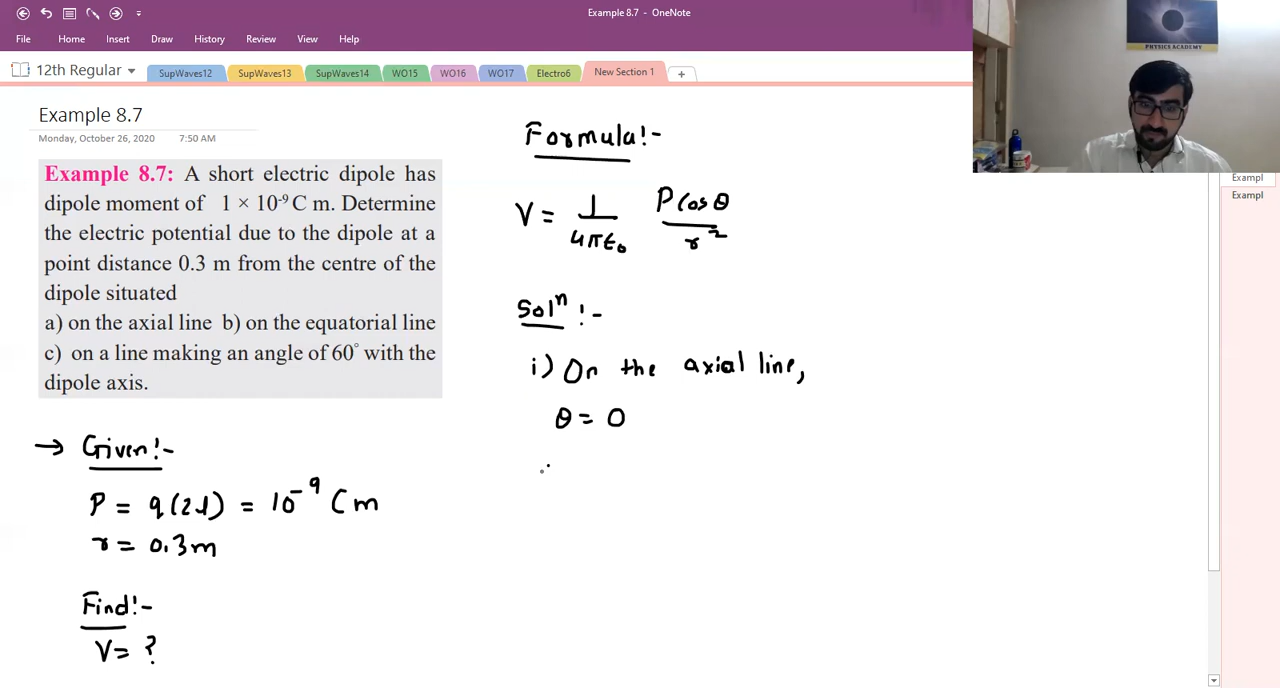 Example 8.7 - OneNote
File Home Insert Draw History Review View Help
12th Regular SupWaves12 SupWaves13 SupWaves14 WO15 WO16 WO17 Electro6 New Section 1 +
PHYSICS ACADEMY
Exampl
Exampl
Example 8.7
Monday, October 26, 2020 7:50 AM
Example 8.7: A short electric dipole has
dipole moment of 1 × 10⁻⁹ C m. Determine
the electric potential due to the dipole at a
point distance 0.3 m from the centre of the
dipole situated
a) on the axial line b) on the equatorial line
c) on a line making an angle of 60° with the
dipole axis.
→ Given:-
P = q(2l) = 10⁻⁹ C m
r = 0.3m
Find:-
V = ?
Formula:-
V = 1/4πε₀ P cosθ/r²
Solⁿ:-
i) On the axial line,
θ = 0